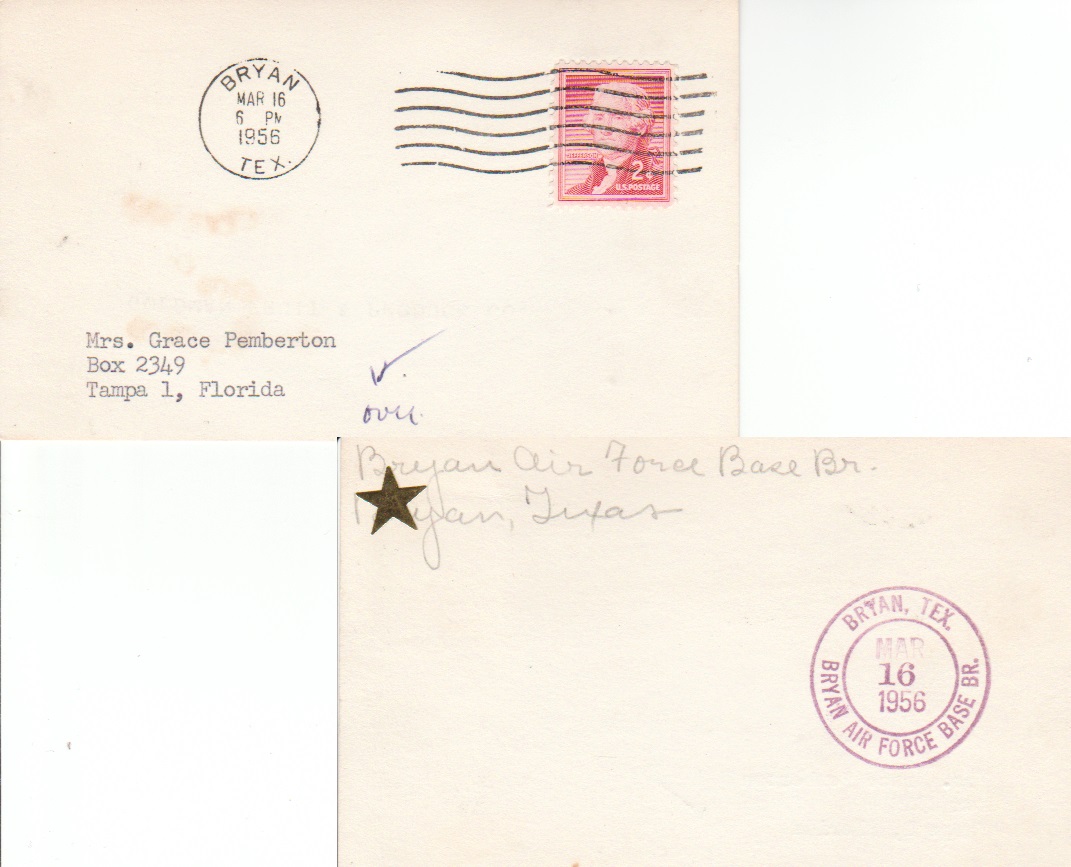 BRYAN
MAR 16
6 PM
1956
TEX.
JEFFERSON
2¢
U.S. POSTAGE
Mrs. Grace Pemberton
Box 2349
Tampa 1, Florida
over.
Bryan Air Force Base Br.
Bryan, Texas
BRYAN, TEX.
MAR
16
1956
BRYAN AIR FORCE BASE BR.